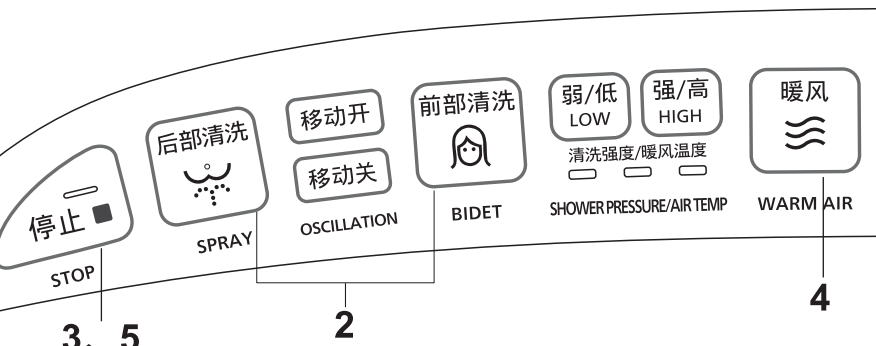 停止
STOP
后部清洗
SPRAY
移动开
移动关
OSCILLATION
前部清洗
BIDET
弱/低
LOW
强/高
HIGH
清洗强度/暖风温度
SHOWER PRESSURE/AIR TEMP
暖风
WARM AIR
3、5
2
4